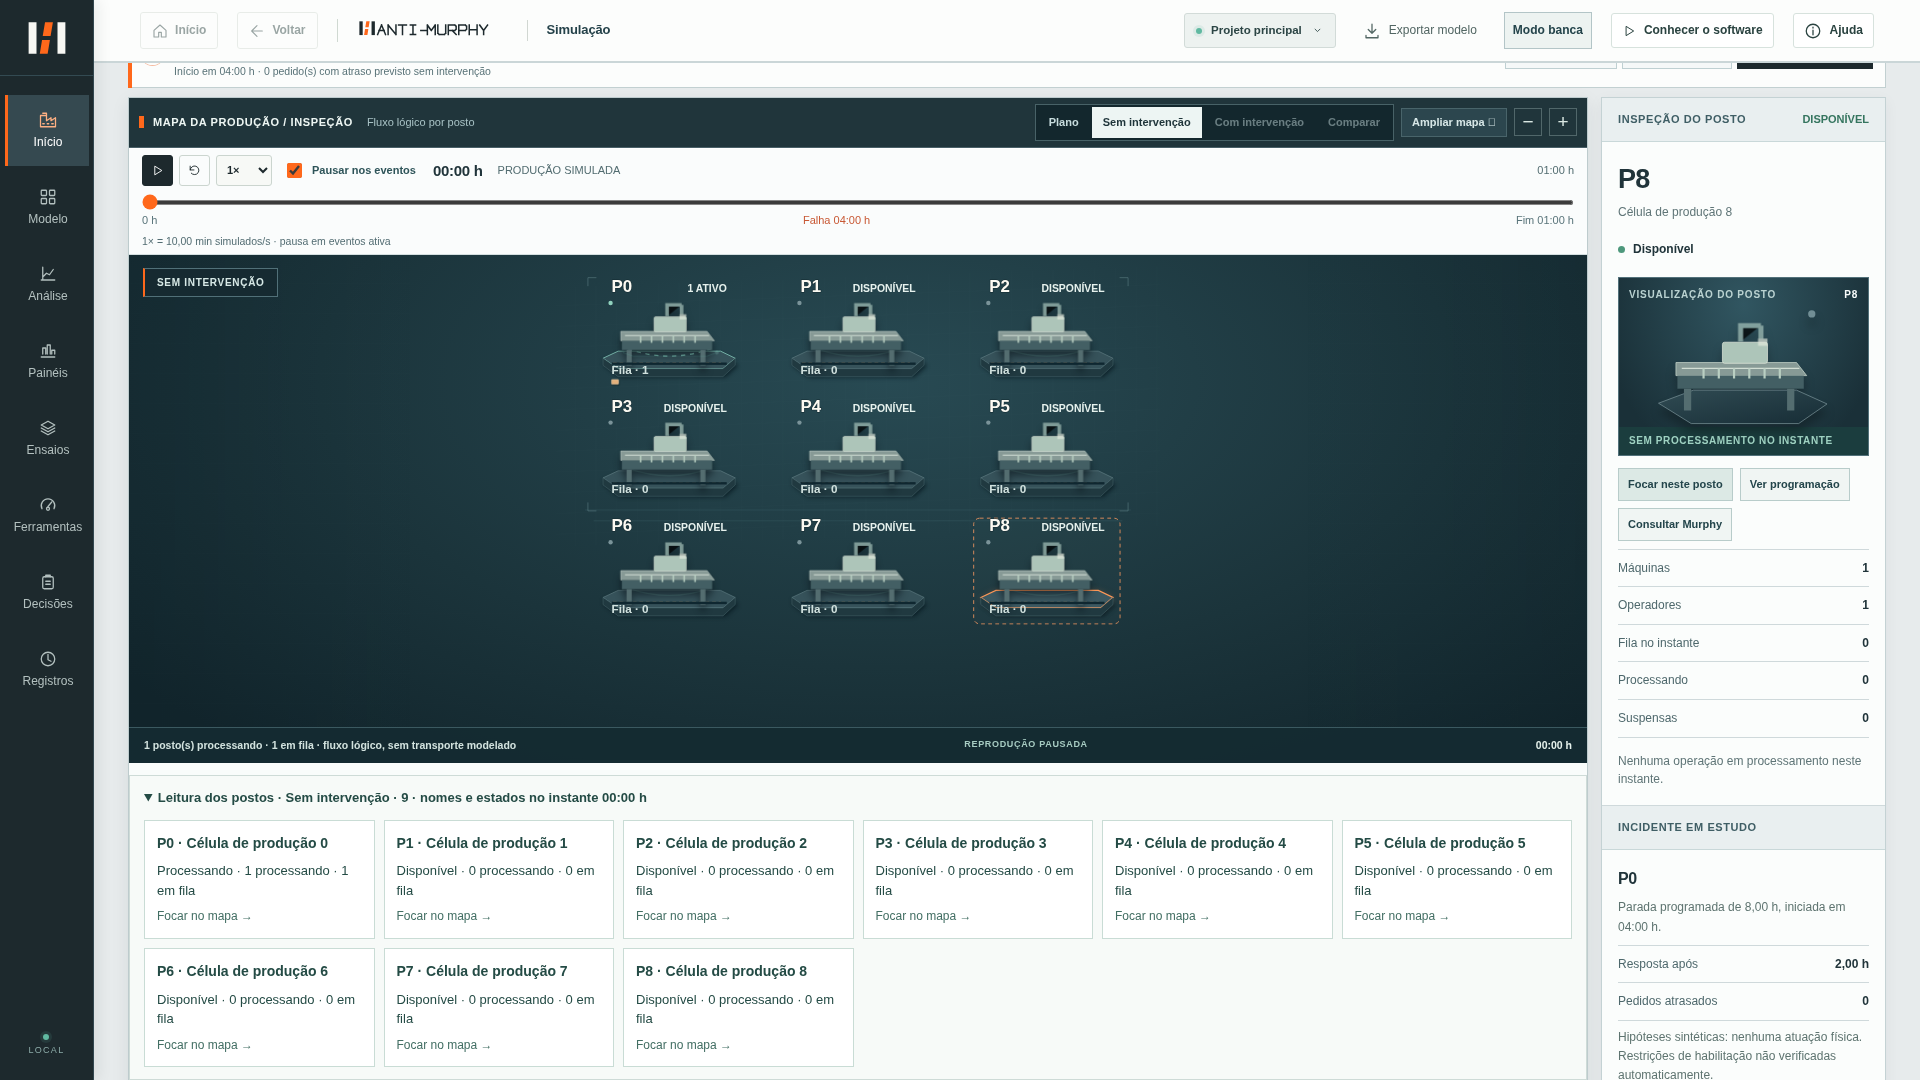 Início
Voltar
ANTI-MURPHY
Simulação
Projeto principal
Exportar modelo
Modo banca
Conhecer o software
Ajuda
Início
Modelo
Análise
Painéis
Ensaios
Ferramentas
Decisões
Registros
LOCAL
Início em 04:00 h · 0 pedido(s) com atraso previsto sem intervenção
MAPA DA PRODUÇÃO / INSPEÇÃO
Fluxo lógico por posto
Plano
Sem intervenção
Com intervenção
Comparar
Ampliar mapa
1×
Pausar nos eventos
00:00 h
PRODUÇÃO SIMULADA
01:00 h
0 h
Falha 04:00 h
Fim 01:00 h
1× = 10,00 min simulados/s · pausa em eventos ativa
SEM INTERVENÇÃO
P0
1 ATIVO
Fila · 1
P1
DISPONÍVEL
Fila · 0
P2
DISPONÍVEL
Fila · 0
P3
DISPONÍVEL
Fila · 0
P4
DISPONÍVEL
Fila · 0
P5
DISPONÍVEL
Fila · 0
P6
DISPONÍVEL
Fila · 0
P7
DISPONÍVEL
Fila · 0
P8
DISPONÍVEL
Fila · 0
1 posto(s) processando · 1 em fila · fluxo lógico, sem transporte modelado
REPRODUÇÃO PAUSADA
00:00 h
Leitura dos postos · Sem intervenção · 9 · nomes e estados no instante 00:00 h
P0 · Célula de produção 0
Processando · 1 processando · 1
em fila
Focar no mapa →
P1 · Célula de produção 1
Disponível · 0 processando · 0 em
fila
Focar no mapa →
P2 · Célula de produção 2
Disponível · 0 processando · 0 em
fila
Focar no mapa →
P3 · Célula de produção 3
Disponível · 0 processando · 0 em
fila
Focar no mapa →
P4 · Célula de produção 4
Disponível · 0 processando · 0 em
fila
Focar no mapa →
P5 · Célula de produção 5
Disponível · 0 processando · 0 em
fila
Focar no mapa →
P6 · Célula de produção 6
Disponível · 0 processando · 0 em
fila
Focar no mapa →
P7 · Célula de produção 7
Disponível · 0 processando · 0 em
fila
Focar no mapa →
P8 · Célula de produção 8
Disponível · 0 processando · 0 em
fila
Focar no mapa →
INSPEÇÃO DO POSTO
DISPONÍVEL
P8
Célula de produção 8
Disponível
VISUALIZAÇÃO DO POSTO
P8
SEM PROCESSAMENTO NO INSTANTE
Focar neste posto
Ver programação
Consultar Murphy
Máquinas 1
Operadores 1
Fila no instante 0
Processando 0
Suspensas 0
Nenhuma operação em processamento neste
instante.
INCIDENTE EM ESTUDO
P0
Parada programada de 8,00 h, iniciada em
04:00 h.
Resposta após 2,00 h
Pedidos atrasados 0
Hipóteses sintéticas: nenhuma atuação física.
Restrições de habilitação não verificadas
automaticamente.